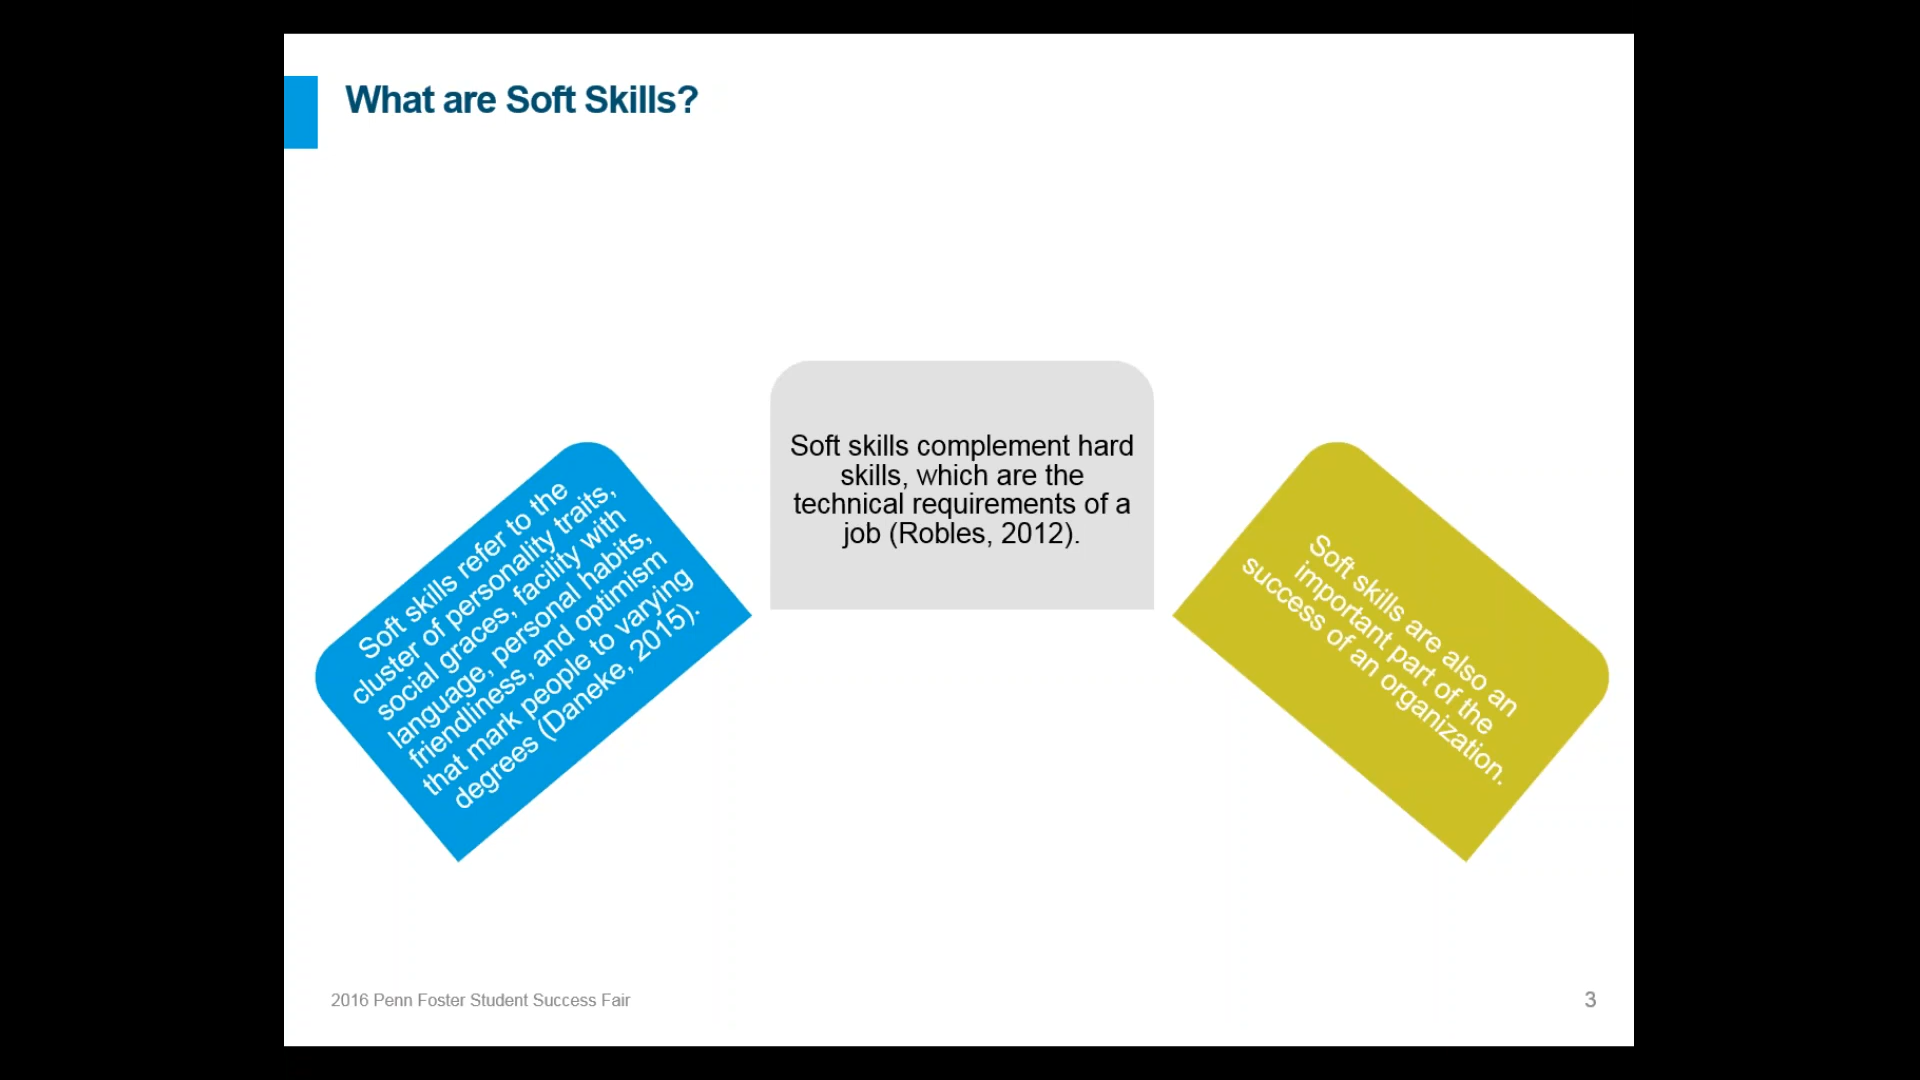 What are Soft Skills?
Soft skills refer to the
cluster of personality traits,
social graces, facility with
language, personal habits,
friendliness, and optimism
that mark people to varying
degrees (Daneke, 2015).
Soft skills complement hard
skills, which are the
technical requirements of a
job (Robles, 2012).
Soft skills are also an
important part of the
success of an organization.
2016 Penn Foster Student Success Fair
3